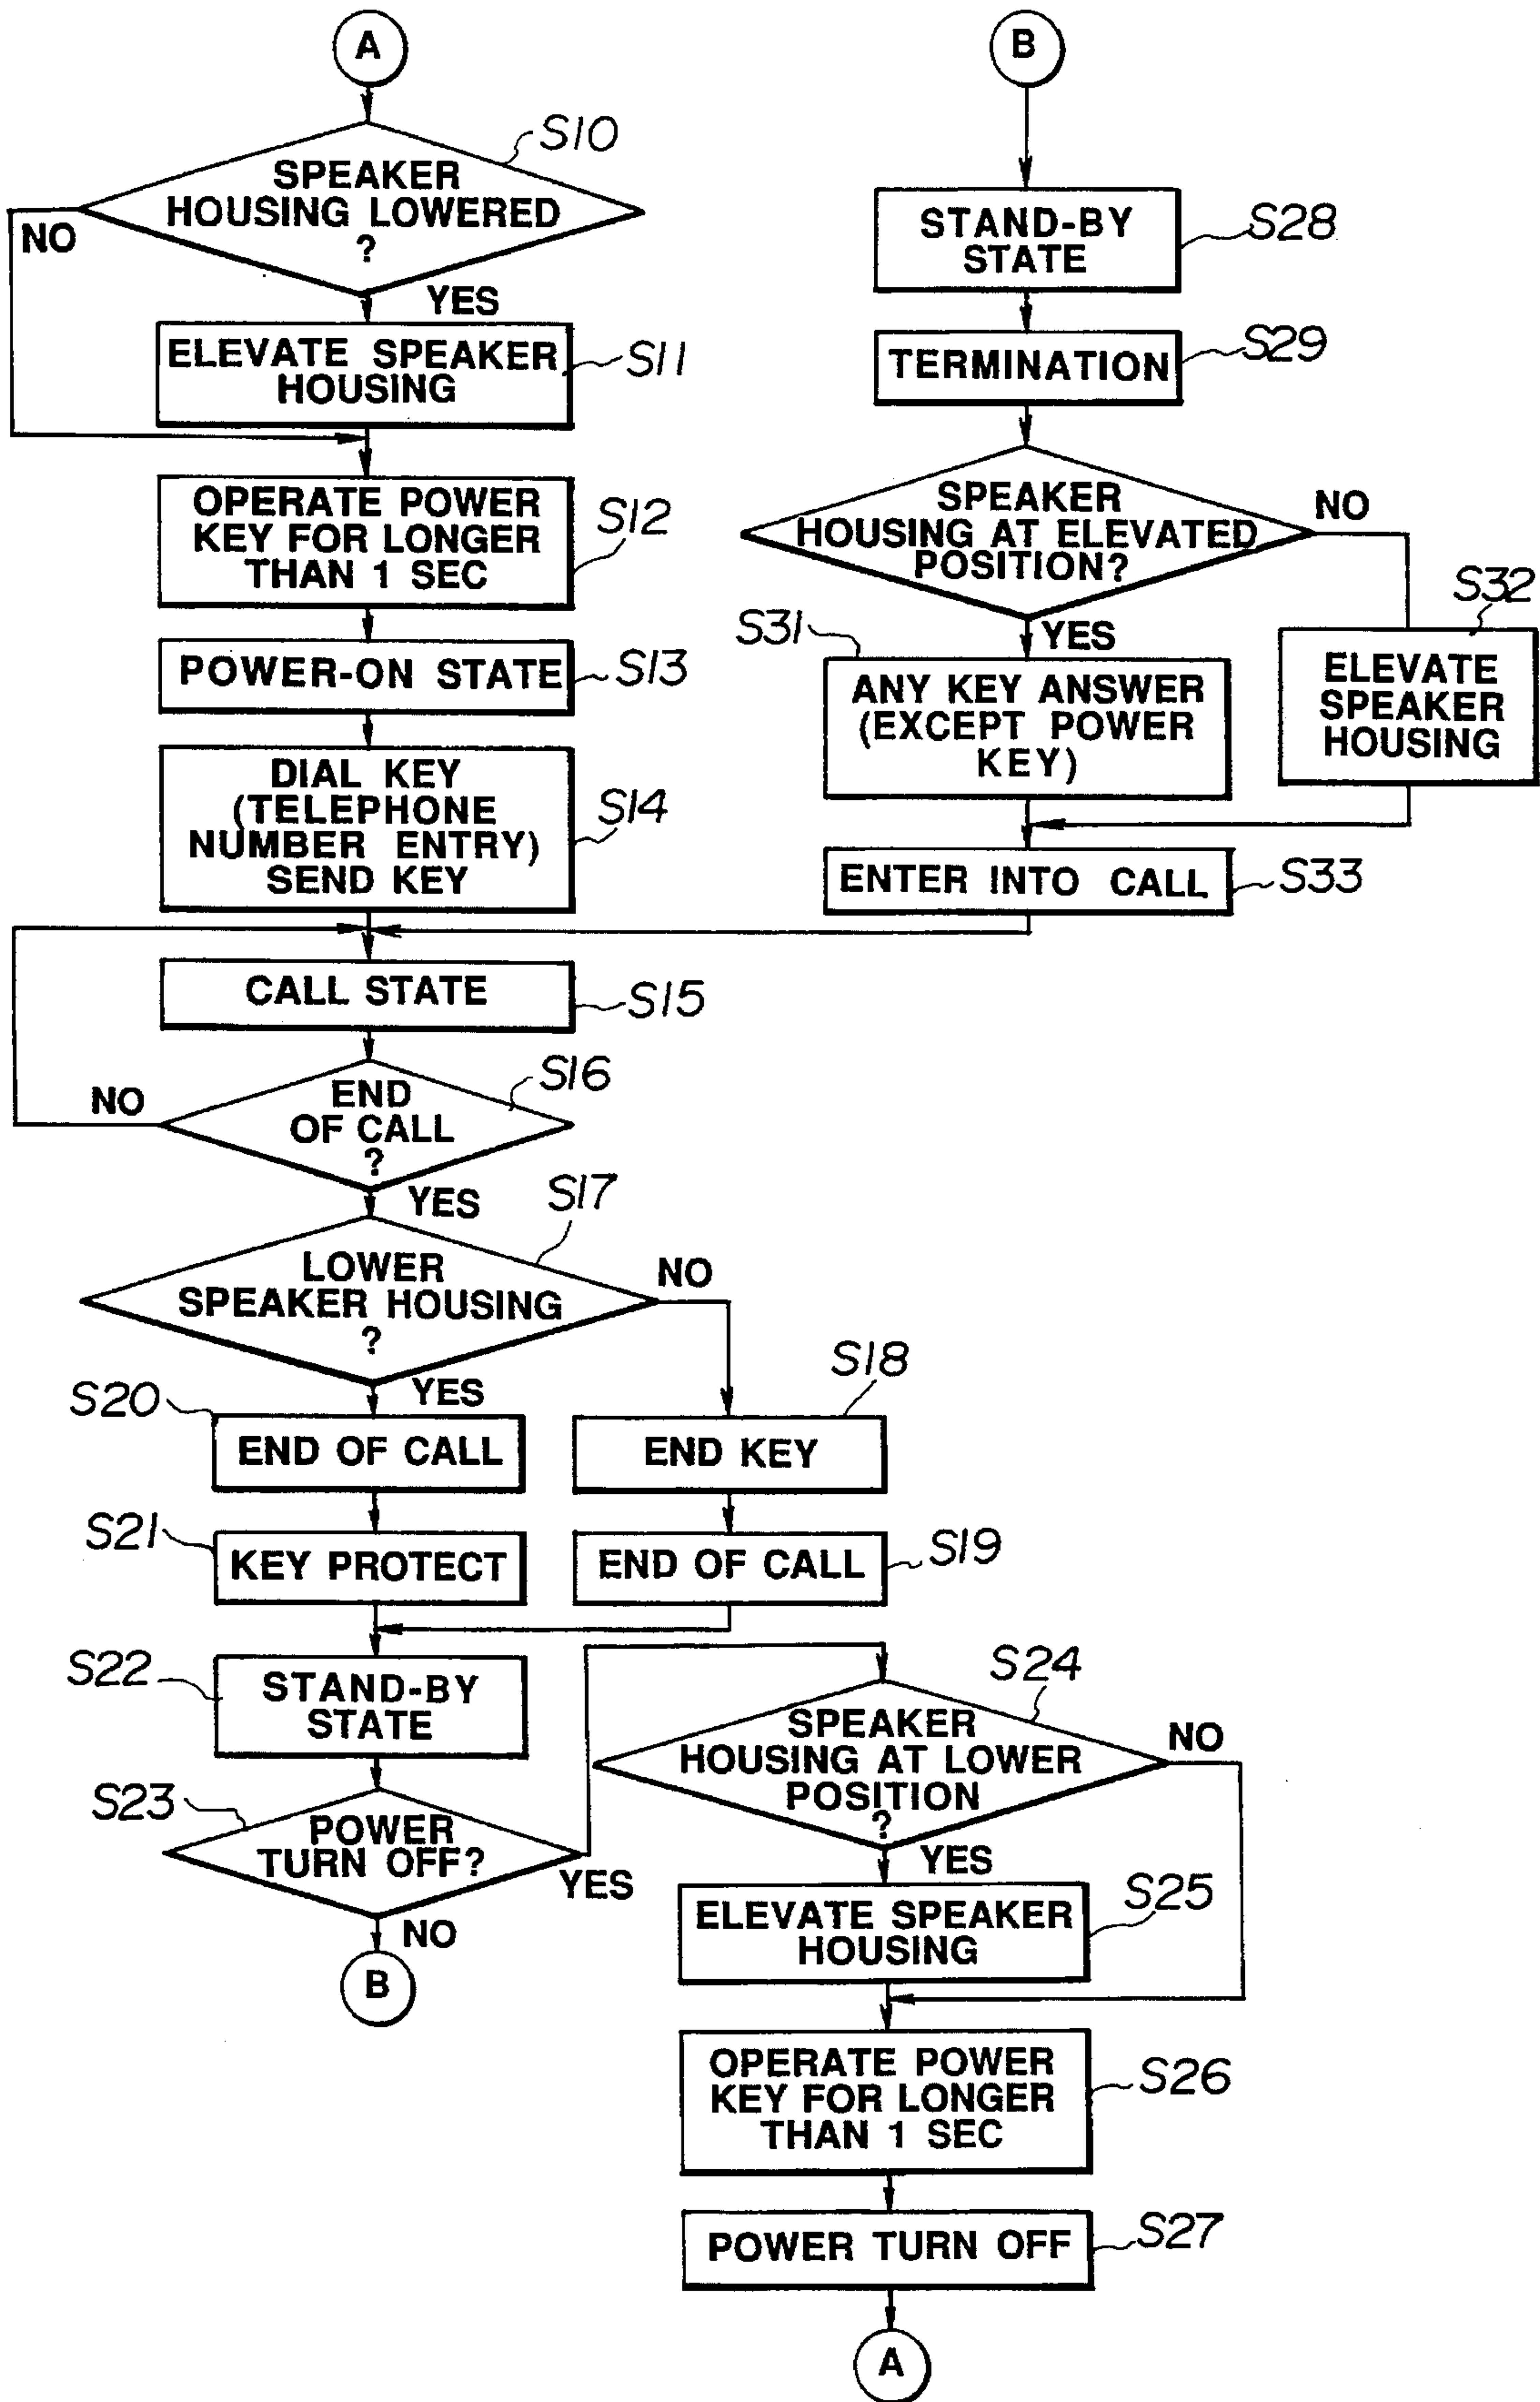 A
S10
SPEAKER
HOUSING LOWERED
?
NO
YES
ELEVATE SPEAKER
HOUSING
S11
OPERATE POWER
KEY FOR LONGER
THAN 1 SEC
S12
POWER-ON STATE
S13
DIAL KEY
(TELEPHONE
NUMBER ENTRY)
SEND KEY
S14
CALL STATE
S15
S16
END
OF CALL
?
NO
YES
S17
LOWER
SPEAKER HOUSING
?
NO
YES
S20
END OF CALL
S18
END KEY
S21
KEY PROTECT
END OF CALL
S19
S22
STAND-BY
STATE
S23
POWER
TURN OFF?
YES
NO
B
S24
SPEAKER
HOUSING AT LOWER
POSITION
?
NO
YES
ELEVATE SPEAKER
HOUSING
S25
OPERATE POWER
KEY FOR LONGER
THAN 1 SEC
S26
POWER TURN OFF
S27
A
B
STAND-BY
STATE
S28
TERMINATION
S29
SPEAKER
HOUSING AT ELEVATED
POSITION?
NO
YES
S31
ANY KEY ANSWER
(EXCEPT POWER
KEY)
S32
ELEVATE
SPEAKER
HOUSING
ENTER INTO CALL
S33